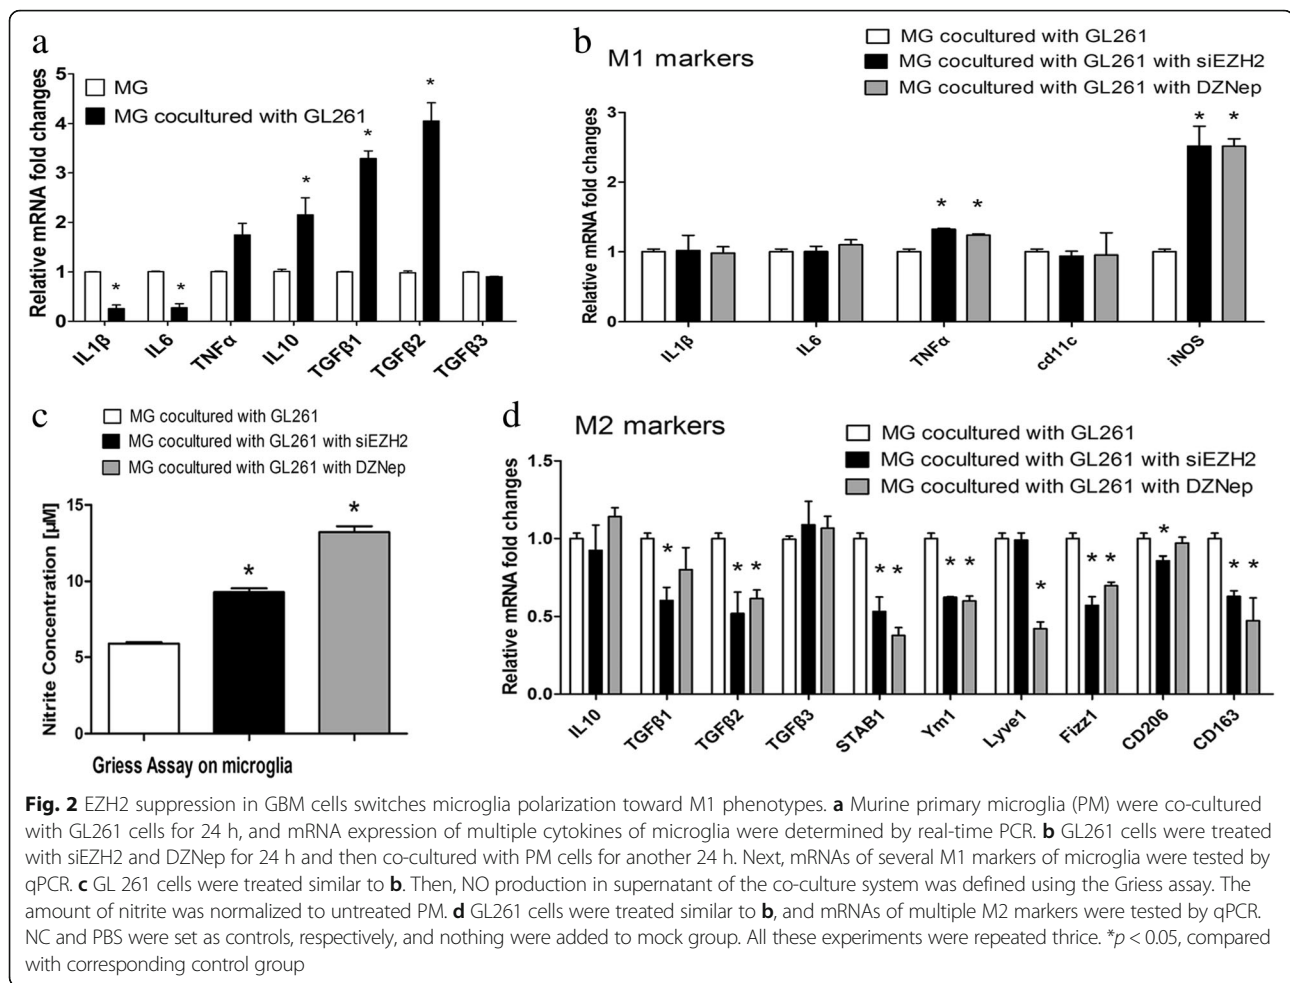 a
MG
MG cocultured with GL261
Relative mRNA fold changes
5
4
3
2
1
0
* * * * *
IL1β IL6 TNFα IL10 TGFβ1 TGFβ2 TGFβ3
b
M1 markers
MG cocultured with GL261
MG cocultured with GL261 with siEZH2
MG cocultured with GL261 with DZNep
Relative mRNA fold changes
3
2
1
0
* * * *
IL1β IL6 TNFα cd11c iNOS
c
MG cocultured with GL261
MG cocultured with GL261 with siEZH2
MG cocultured with GL261 with DZNep
Nitrite Concentration [µM]
15
10
5
0
* *
Griess Assay on microglia
d
M2 markers
MG cocultured with GL261
MG cocultured with GL261 with siEZH2
MG cocultured with GL261 with DZNep
Relative mRNA fold changes
1.5
1.0
0.5
0.0
* * * * * * * * * * * * *
IL10 TGFβ1 TGFβ2 TGFβ3 STAB1 Ym1 Lyve1 Fizz1 CD206 CD163
Fig. 2 EZH2 suppression in GBM cells switches microglia polarization toward M1 phenotypes. a Murine primary microglia (PM) were co-cultured
with GL261 cells for 24 h, and mRNA expression of multiple cytokines of microglia were determined by real-time PCR. b GL261 cells were treated
with siEZH2 and DZNep for 24 h and then co-cultured with PM cells for another 24 h. Next, mRNAs of several M1 markers of microglia were tested by
qPCR. c GL 261 cells were treated similar to b. Then, NO production in supernatant of the co-culture system was defined using the Griess assay. The
amount of nitrite was normalized to untreated PM. d GL261 cells were treated similar to b, and mRNAs of multiple M2 markers were tested by qPCR.
NC and PBS were set as controls, respectively, and nothing were added to mock group. All these experiments were repeated thrice. *p < 0.05, compared
with corresponding control group